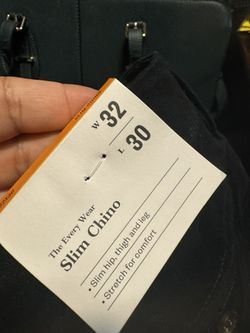 W 32
L 30
The Every Wear
Slim Chino
• Slim hip, thigh and leg
• Stretch for comfort